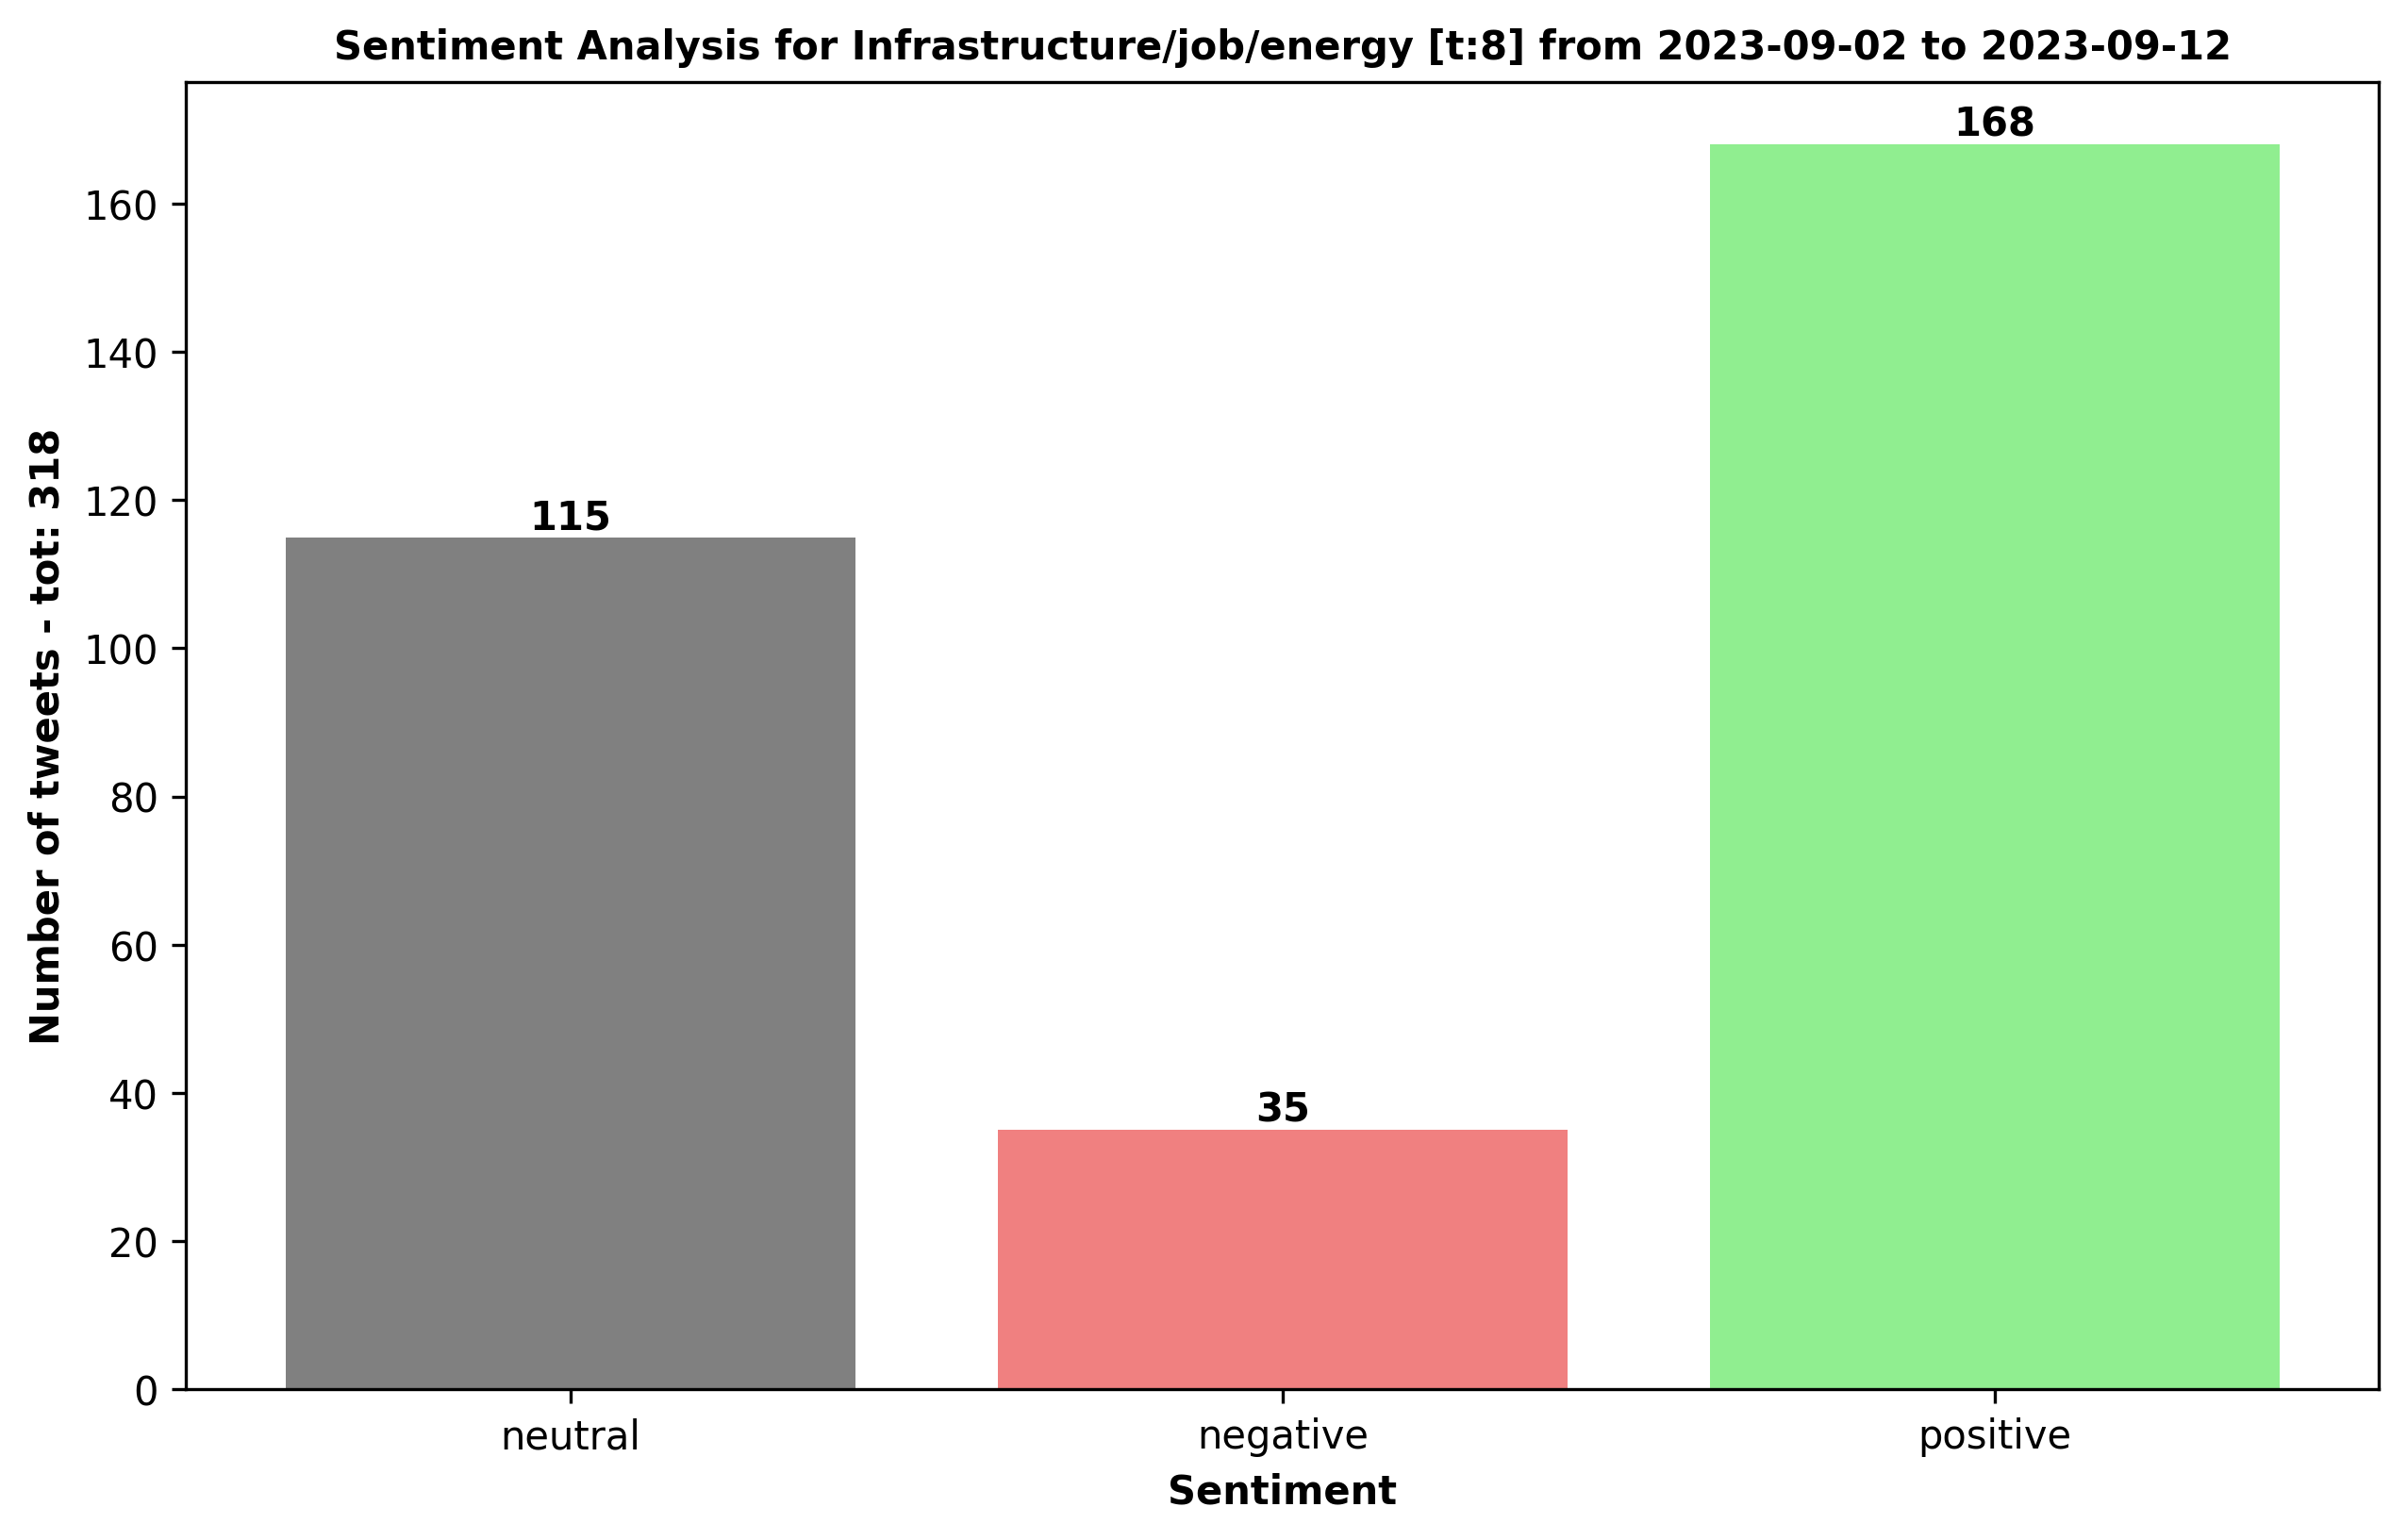 Sentiment Analysis for Infrastructure/job/energy [t:8] from 2023-09-02 to 2023-09-12
Number of tweets - tot: 318
160
140
120
100
80
60
40
20
0
115
35
168
neutral
negative
positive
Sentiment